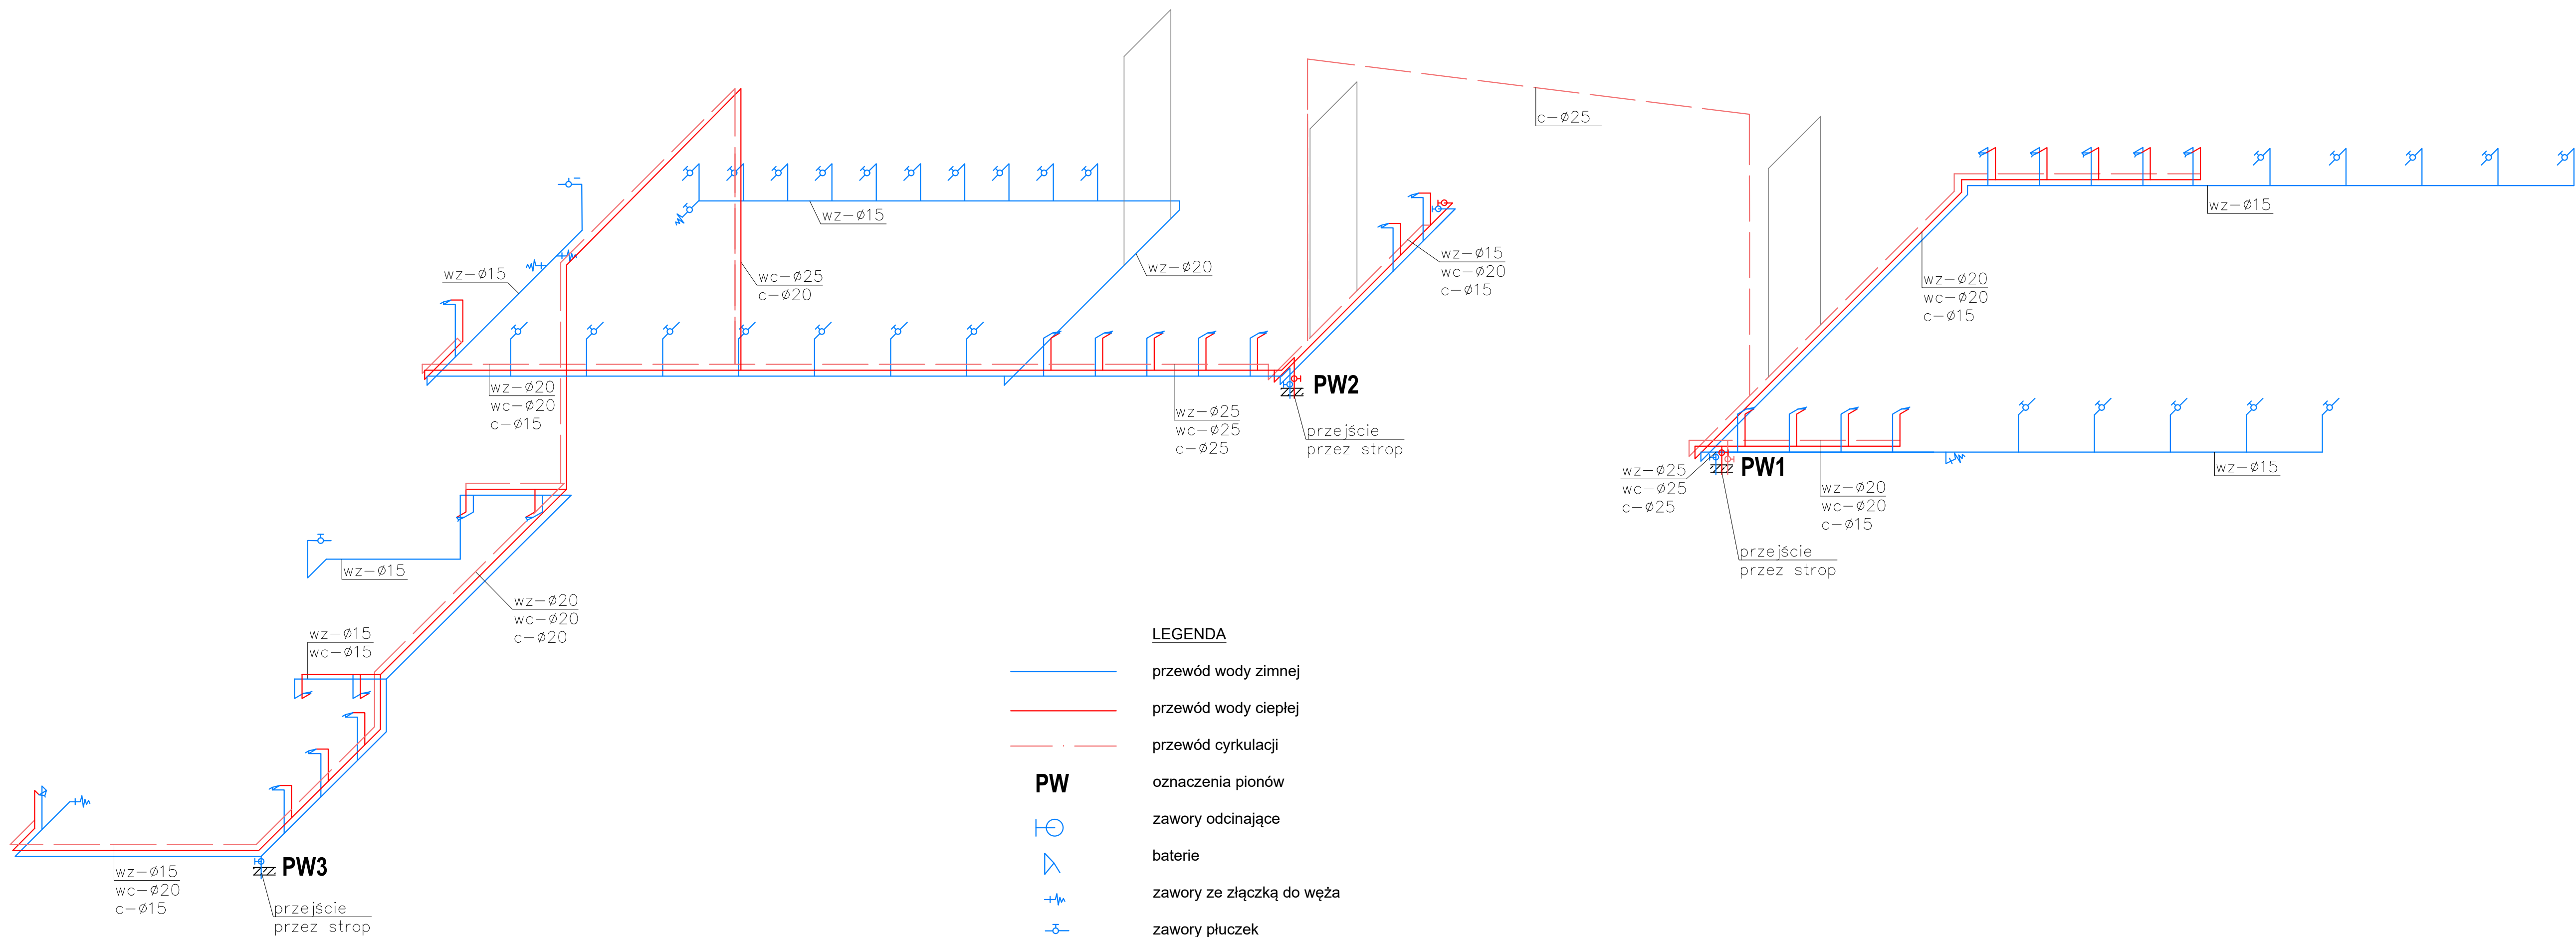 c-ø25
wz-ø15
wz-ø15
wz-ø15
wc-ø25
c-ø20
wz-ø20
wz-ø15
wc-ø20
c-ø15
wz-ø20
wc-ø20
c-ø15
wz-ø20
wc-ø20
c-ø15
PW2
wz-ø25
wc-ø25
c-ø25
przejście
przez strop
PW1
wz-ø25
wc-ø25
c-ø25
wz-ø20
wc-ø20
c-ø15
wz-ø15
przejście
przez strop
wz-ø15
wz-ø20
wc-ø20
c-ø20
wz-ø15
wc-ø15
PW3
wz-ø15
wc-ø20
c-ø15
przejście
przez strop
LEGENDA
przewód wody zimnej
przewód wody ciepłej
przewód cyrkulacji
PW oznaczenia pionów
zawory odcinające
baterie
zawory ze złączką do węża
zawory płuczek